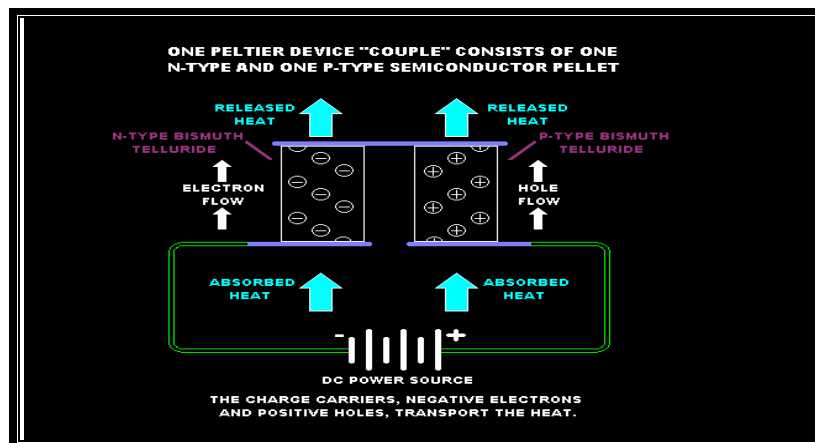 ONE PELTIER DEVICE "COUPLE" CONSISTS OF ONE
N-TYPE AND ONE P-TYPE SEMICONDUCTOR PELLET
RELEASED
HEAT
RELEASED
HEAT
N-TYPE BISMUTH
TELLURIDE
P-TYPE BISMUTH
TELLURIDE
ELECTRON
FLOW
HOLE
FLOW
ABSORBED
HEAT
ABSORBED
HEAT
- +
DC POWER SOURCE
THE CHARGE CARRIERS, NEGATIVE ELECTRONS
AND POSITIVE HOLES, TRANSPORT THE HEAT.